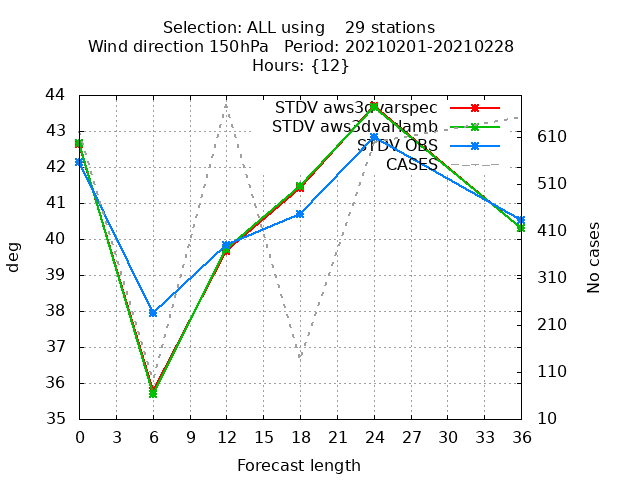 Selection: ALL using 29 stations
Wind direction 150hPa Period: 20210201-20210228
Hours: {12}
44
43
42
41
40
39
38
37
36
35
deg
STDV aws3dvarspec
STDV aws3dvarlamh
STDV OBS
CASES
610
510
410
310
210
110
10
No cases
0 3 6 9 12 15 18 21 24 27 30 33 36
Forecast length